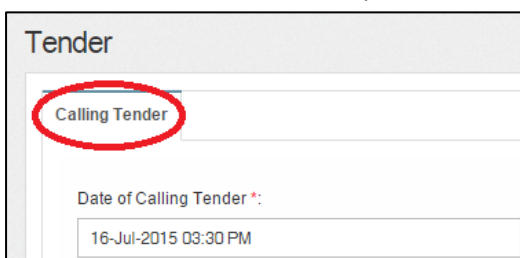 Tender
Calling Tender
Date of Calling Tender *:
16-Jul-2015 03:30 PM